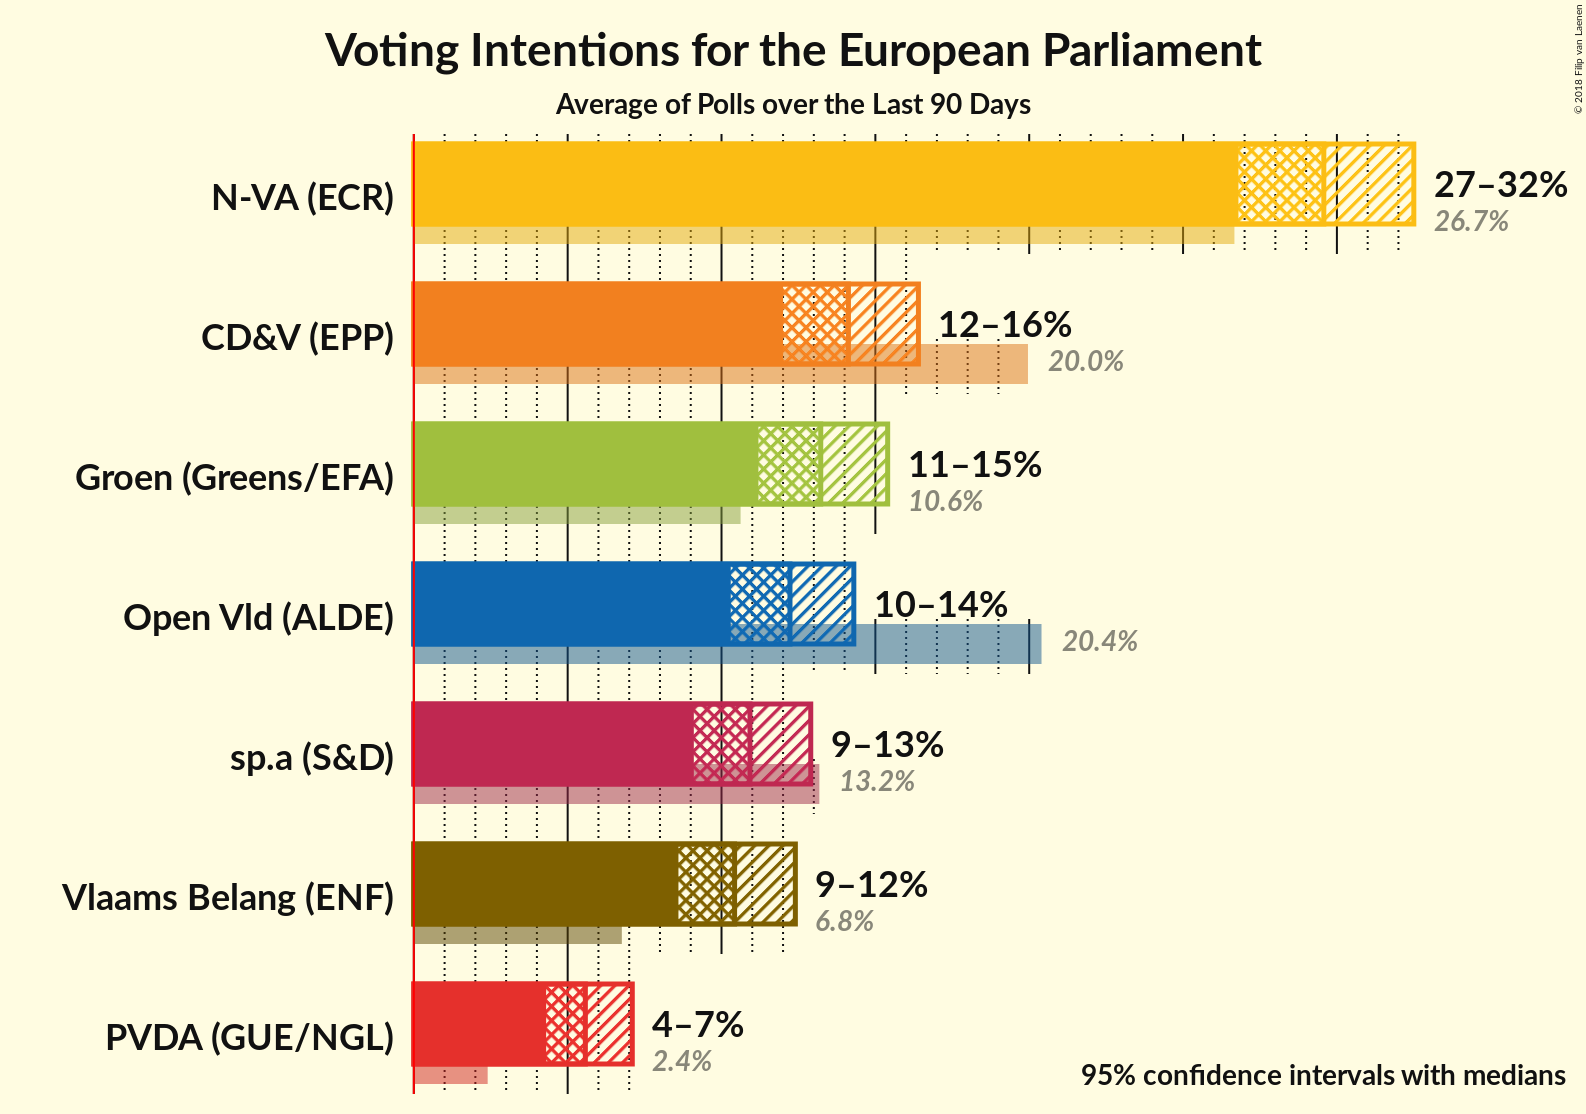 Voting Intentions for the European Parliament
Average of Polls over the Last 90 Days
© 2018 Filip van Laenen
N-VA (ECR)
27–32%
26.7%
CD&V (EPP)
12–16%
20.0%
Groen (Greens/EFA)
11–15%
10.6%
Open Vld (ALDE)
10–14%
20.4%
sp.a (S&D)
9–13%
13.2%
Vlaams Belang (ENF)
9–12%
6.8%
PVDA (GUE/NGL)
4–7%
2.4%
95% confidence intervals with medians